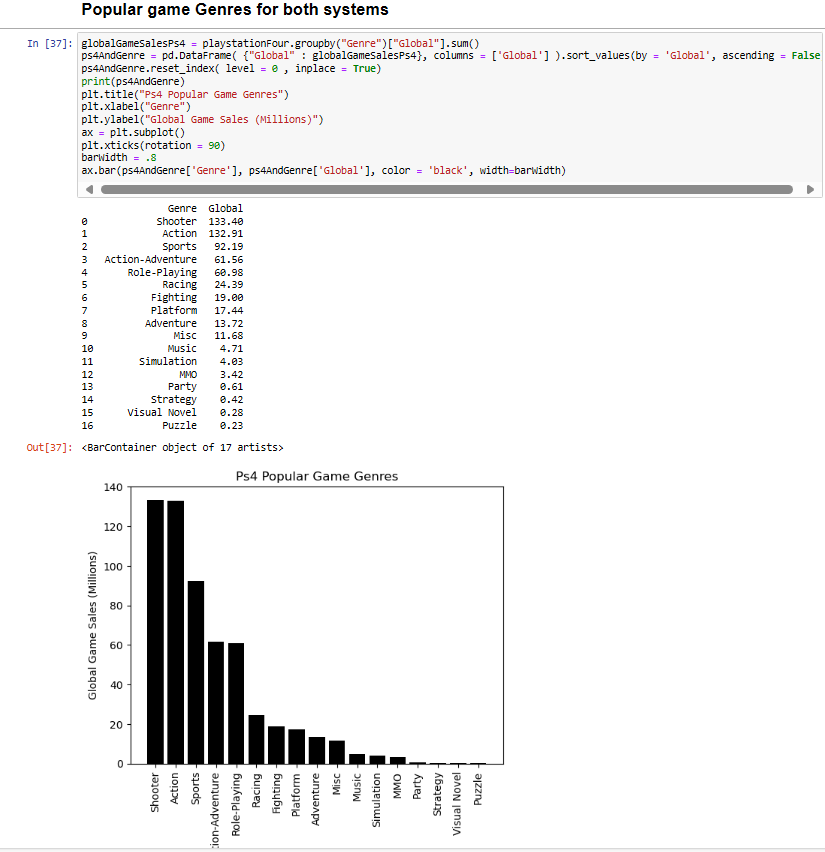 Popular game Genres for both systems
In [37]: globalGameSalesPs4 = playstationFour.groupby("Genre")["Global"].sum()
ps4AndGenre = pd.DataFrame( {"Global" : globalGameSalesPs4}, columns = ['Global'] ).sort_values(by = 'Global', ascending = False
ps4AndGenre.reset_index( level = 0 , inplace = True)
print(ps4AndGenre)
plt.title("Ps4 Popular Game Genres")
plt.xlabel("Genre")
plt.ylabel("Global Game Sales (Millions)")
ax = plt.subplot()
plt.xticks(rotation = 90)
barWidth = .8
ax.bar(ps4AndGenre['Genre'], ps4AndGenre['Global'], color = 'black', width=barWidth)
Genre Global
0 Shooter 133.40
1 Action 132.91
2 Sports 92.19
3 Action-Adventure 61.56
4 Role-Playing 60.98
5 Racing 24.39
6 Fighting 19.00
7 Platform 17.44
8 Adventure 13.72
9 Misc 11.68
10 Music 4.71
11 Simulation 4.03
12 MMO 3.42
13 Party 0.61
14 Strategy 0.42
15 Visual Novel 0.28
16 Puzzle 0.23
Out[37]: <BarContainer object of 17 artists>
Ps4 Popular Game Genres
Global Game Sales (Millions)
140
120
100
80
60
40
20
0
Shooter
Action
Sports
ion-Adventure
Role-Playing
Racing
Fighting
Platform
Adventure
Misc
Music
Simulation
MMO
Party
Strategy
Visual Novel
Puzzle